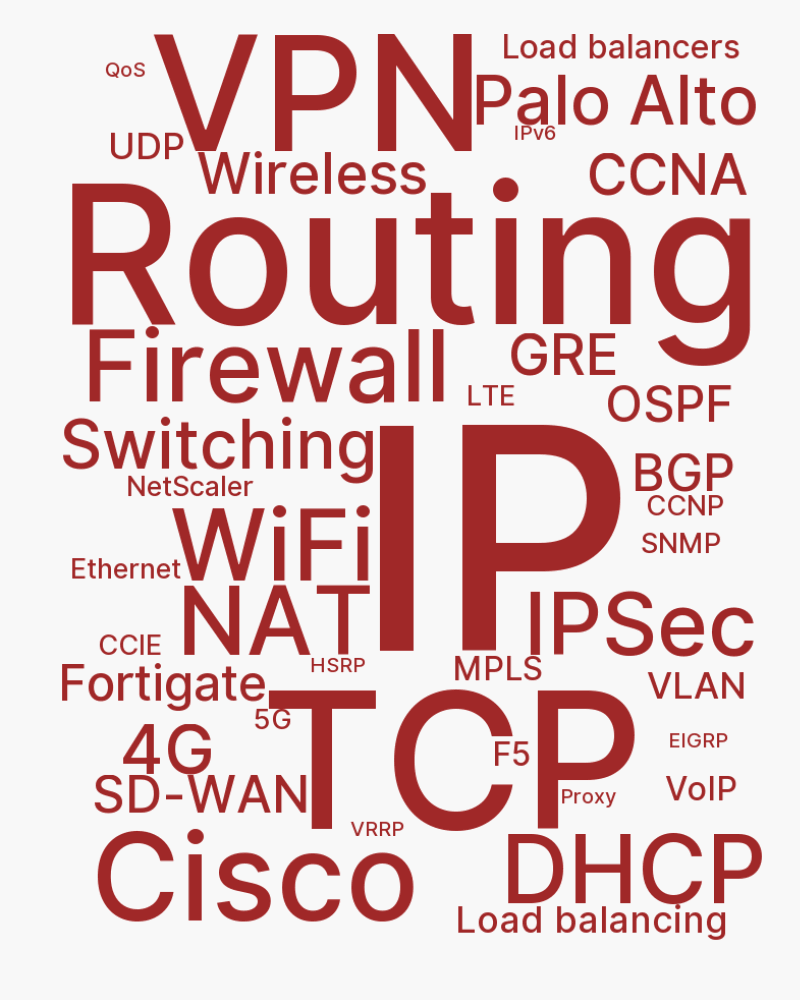 VPN
Load balancers
QoS
Palo Alto
IPv6
UDP
Wireless
CCNA
Routing
Firewall
GRE
LTE
OSPF
Switching
IP
BGP
NetScaler
CCNP
WiFi
SNMP
Ethernet
NAT
IPSec
CCIE
HSRP
MPLS
Fortigate
VLAN
TCP
5G
4G
EIGRP
F5
SD-WAN
Proxy
VoIP
VRRP
Cisco
DHCP
Load balancing